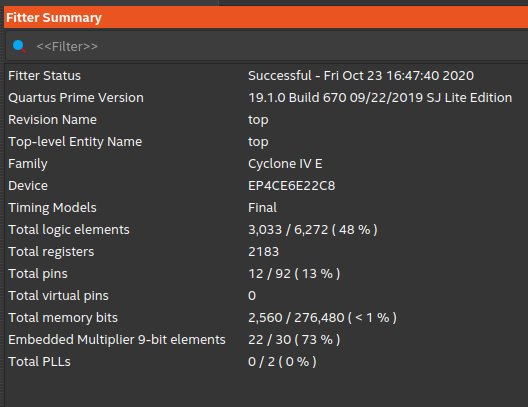 Fitter Summary
<<Filter>>
Fitter Status Successful - Fri Oct 23 16:47:40 2020
Quartus Prime Version 19.1.0 Build 670 09/22/2019 SJ Lite Edition
Revision Name top
Top-level Entity Name top
Family Cyclone IV E
Device EP4CE6E22C8
Timing Models Final
Total logic elements 3,033 / 6,272 ( 48 % )
Total registers 2183
Total pins 12 / 92 ( 13 % )
Total virtual pins 0
Total memory bits 2,560 / 276,480 ( < 1 % )
Embedded Multiplier 9-bit elements 22 / 30 ( 73 % )
Total PLLs 0 / 2 ( 0 % )